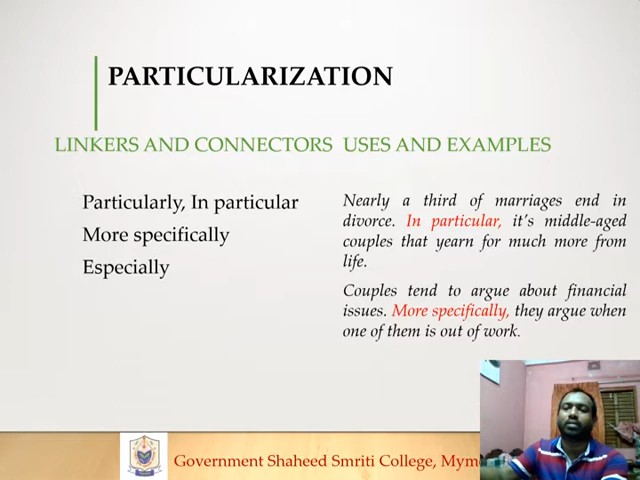 PARTICULARIZATION
LINKERS AND CONNECTORS USES AND EXAMPLES
Particularly, In particular
More specifically
Especially
Nearly a third of marriages end in
divorce. In particular, it's middle-aged
couples that yearn for much more from
life.
Couples tend to argue about financial
issues. More specifically, they argue when
one of them is out of work.
Government Shaheed Smriti College,